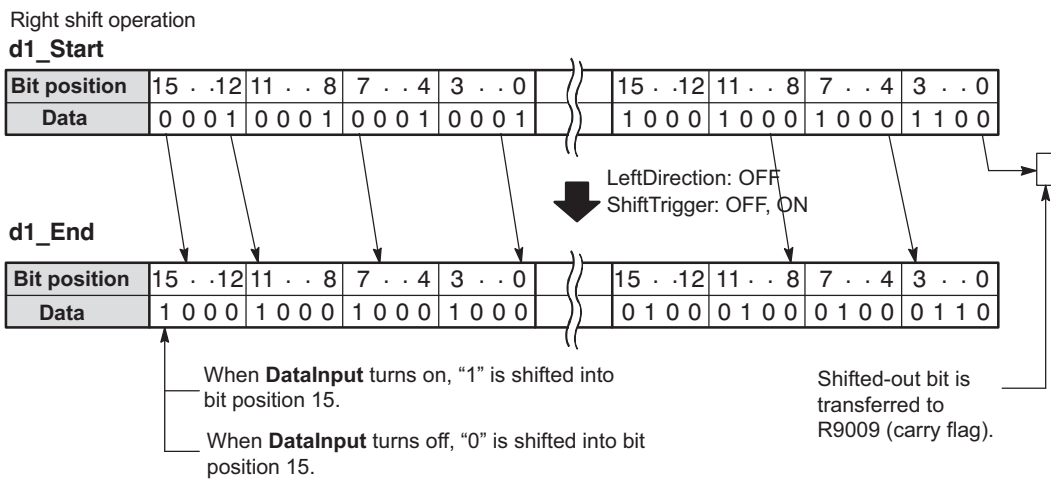 Right shift operation
d1_Start
Bit position 15 · ·12 11 · · 8 7 · · 4 3 · · 0 15 · ·12 11 · · 8 7 · · 4 3 · · 0
Data 0 0 0 1 0 0 0 1 0 0 0 1 0 0 0 1 1 0 0 0 1 0 0 0 1 0 0 0 1 1 0 0
LeftDirection: OFF
ShiftTrigger: OFF, ON
d1_End
Bit position 15 · ·12 11 · · 8 7 · · 4 3 · · 0 15 · ·12 11 · · 8 7 · · 4 3 · · 0
Data 1 0 0 0 1 0 0 0 1 0 0 0 1 0 0 0 0 1 0 0 0 1 0 0 0 1 0 0 0 1 1 0
When DataInput turns on, “1” is shifted into
bit position 15.
When DataInput turns off, “0” is shifted into bit
position 15.
Shifted-out bit is
transferred to
R9009 (carry flag).